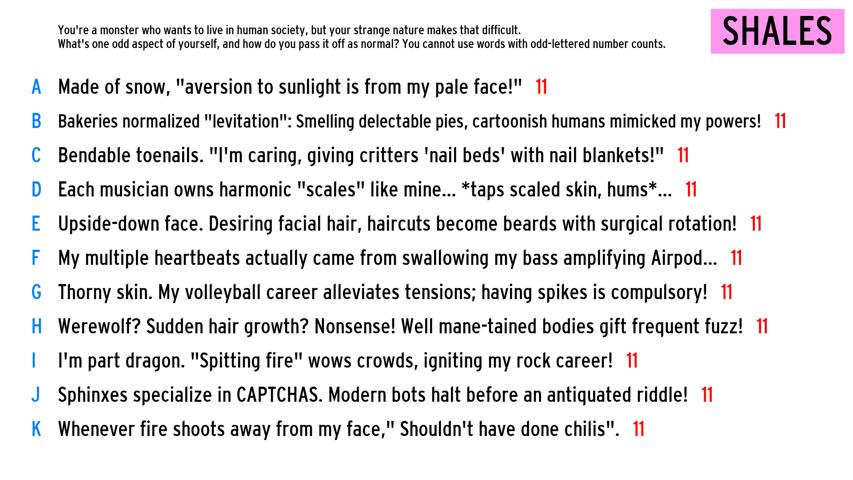 You're a monster who wants to live in human society, but your strange nature makes that difficult.
What's one odd aspect of yourself, and how do you pass it off as normal? You cannot use words with odd-lettered number counts.
SHALES
A Made of snow, "aversion to sunlight is from my pale face!" 11
B Bakeries normalized "levitation": Smelling delectable pies, cartoonish humans mimicked my powers! 11
C Bendable toenails. "I'm caring, giving critters 'nail beds' with nail blankets!" 11
D Each musician owns harmonic "scales" like mine... *taps scaled skin, hums*... 11
E Upside-down face. Desiring facial hair, haircuts become beards with surgical rotation! 11
F My multiple heartbeats actually came from swallowing my bass amplifying Airpod... 11
G Thorny skin. My volleyball career alleviates tensions; having spikes is compulsory! 11
H Werewolf? Sudden hair growth? Nonsense! Well mane-tained bodies gift frequent fuzz! 11
I I'm part dragon. "Spitting fire" wows crowds, igniting my rock career! 11
J Sphinxes specialize in CAPTCHAS. Modern bots halt before an antiquated riddle! 11
K Whenever fire shoots away from my face," Shouldn't have done chilis". 11